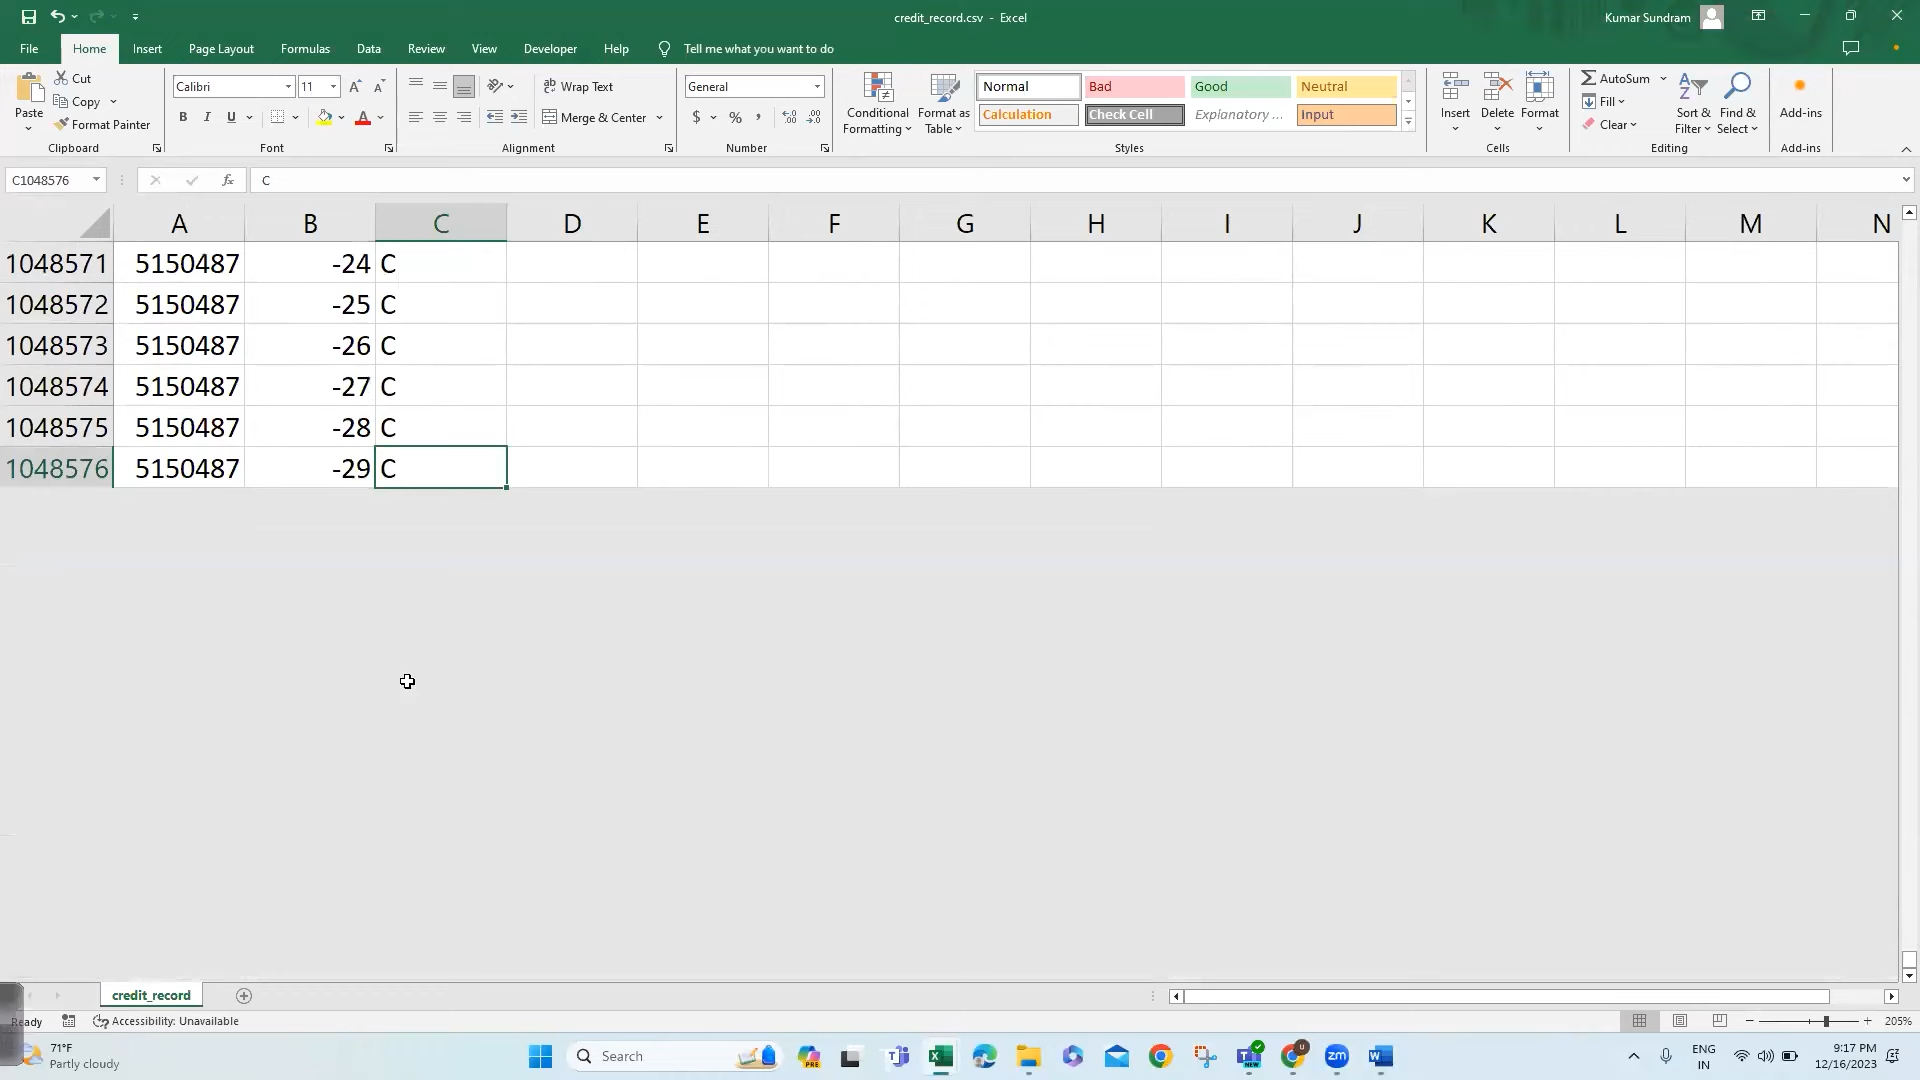 credit_record.csv - Excel
Kumar Sundram
File Home Insert Page Layout Formulas Data Review View Developer Help Tell me what you want to do
Paste
Cut
Copy
Format Painter
Clipboard
Calibri 11
B I U
Font
Wrap Text
Merge & Center
Alignment
General
$ % ,
Number
Conditional Formatting
Format as Table
Normal Bad Good Neutral
Calculation Check Cell Explanatory ... Input
Styles
Insert Delete Format
Cells
AutoSum
Fill
Clear
Sort & Filter
Find & Select
Editing
Add-ins
Add-ins
C1048576 fx C
A B C D E F G H I J K L M N
1048571 5150487 -24 C
1048572 5150487 -25 C
1048573 5150487 -26 C
1048574 5150487 -27 C
1048575 5150487 -28 C
1048576 5150487 -29 C
credit_record
Ready Accessibility: Unavailable 205%
71°F
Partly cloudy
Search
ENG
IN
9:17 PM
12/16/2023